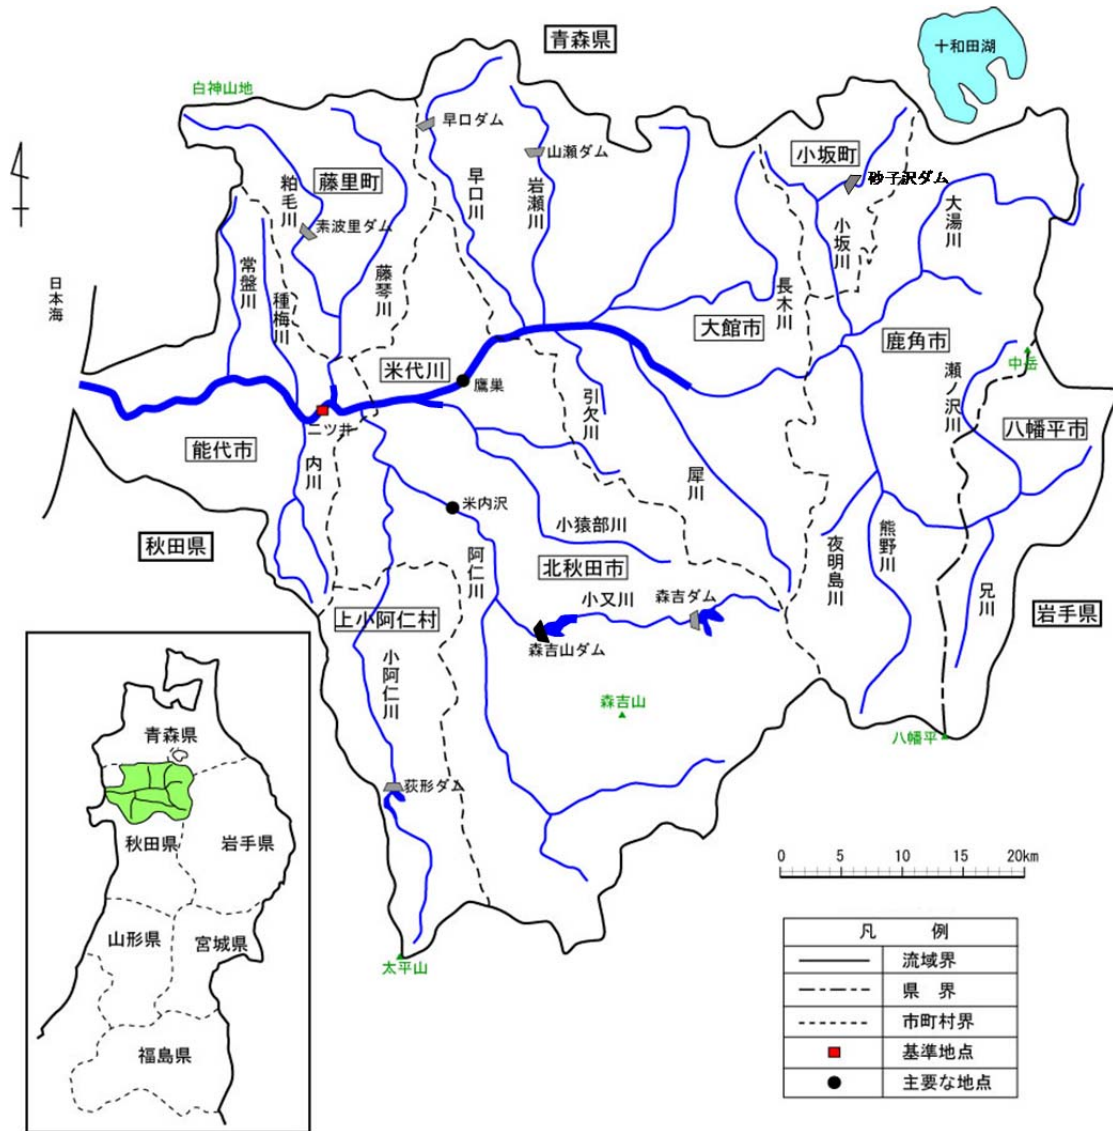 青森県
十和田湖
白神山地
早口ダム
山瀬ダム
小坂町
藤里町
粕毛川
早口川
岩瀬川
砂子沢ダム
大湯川
素波里ダム
小坂川
常盤川
種梅川
藤琴川
長木川
日本海
大館市
鹿角市
米代川
瀬ノ沢川
中岳
鷹巣
引欠川
八幡平市
二ツ井
能代市
内川
犀川
米内沢
小猿部川
秋田県
阿仁川
北秋田市
夜明島川
熊野川
兄川
小又川
森吉ダム
岩手県
上小阿仁村
森吉山ダム
小阿仁川
森吉山
八幡平
荻形ダム
太平山
青森県
秋田県
岩手県
山形県
宮城県
福島県
0 5 10 15 20km
凡 例
流域界
県 界
市町村界
基準地点
主要な地点